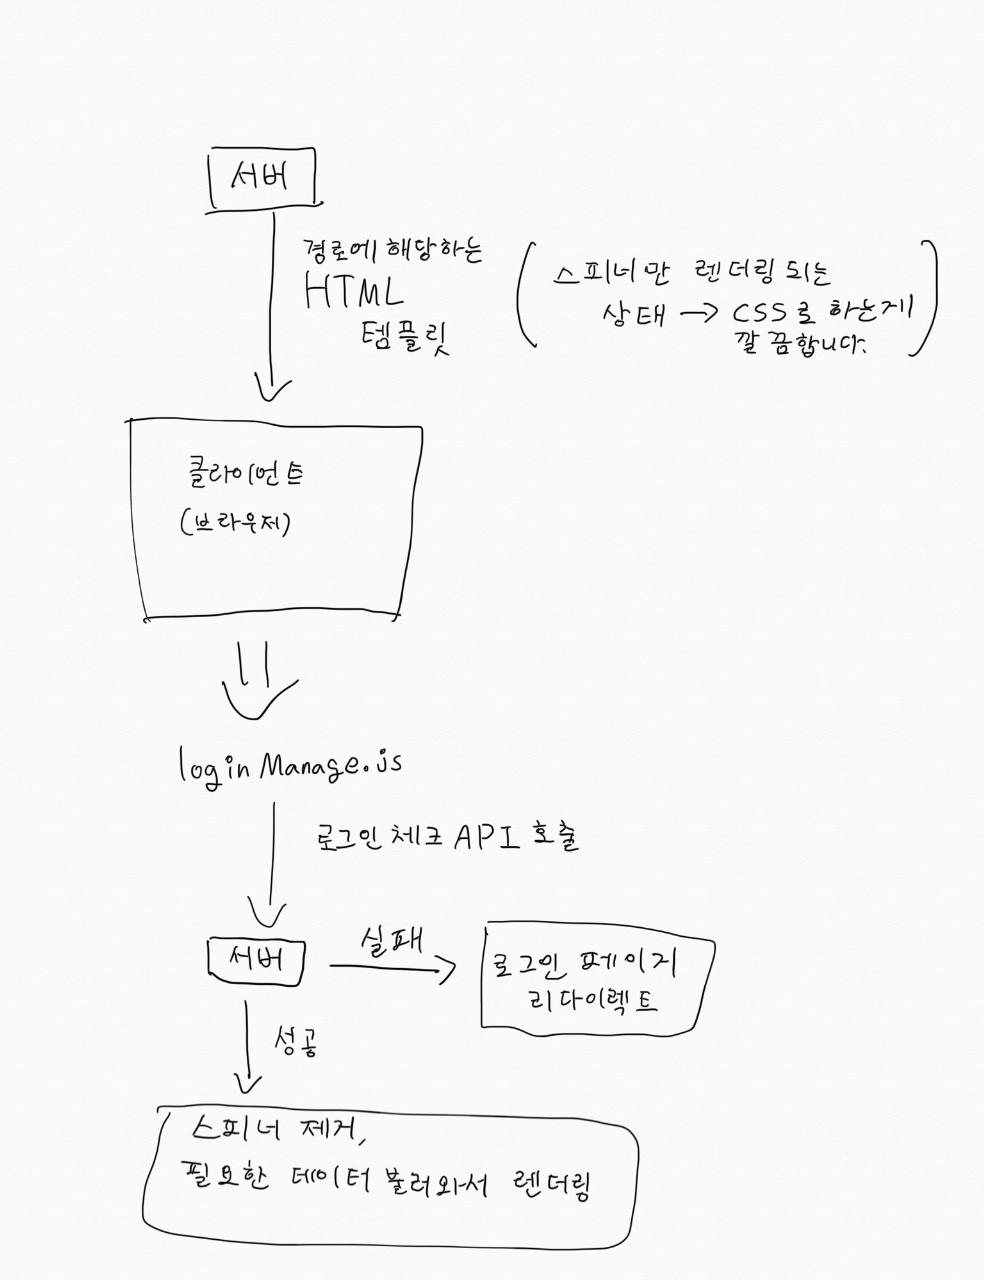 서버
경로에 해당하는
HTML
템플릿
스피너만 렌더링 되는
상태 → CSS로 하는게
깔끔합니다.
클라이언트
(브라우저)
loginManage.js
로그인 체크 API 호출
서버
실패
로그인 페이지
리다이렉트
성공
스피너 제거,
필요한 데이터 불러와서 렌더링